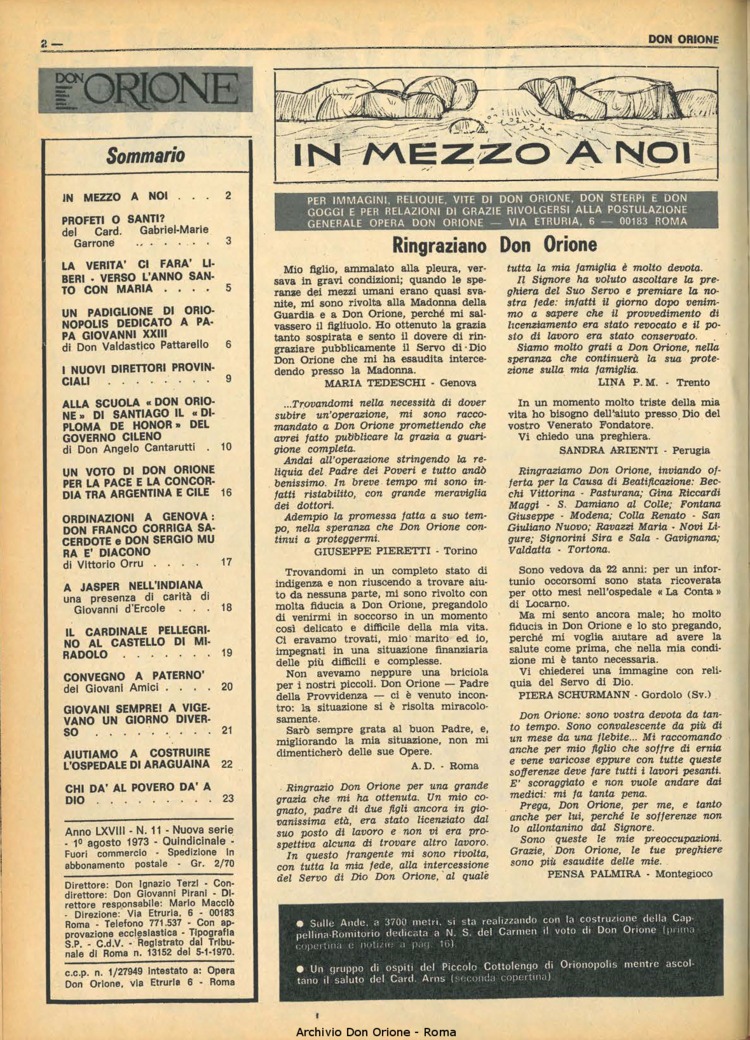 2 —
DON ORIONE
DON
ORIONE
Sommario
IN MEZZO A NOI . . . 2
PROFETI O SANTI?
del Card. Gabriel-Marie
Garrone . . . . . . . 3
LA VERITA' CI FARA' LI-
BERI - VERSO L'ANNO SAN-
TO CON MARIA . . . . 5
UN PADIGLIONE DI ORIO-
NOPOLIS DEDICATO A PA-
PA GIOVANNI XXIII
di Don Valdastico Pattarello 6
I NUOVI DIRETTORI PROVIN-
CIALI . . . . . . . . 9
ALLA SCUOLA « DON ORIO-
NE » DI SANTIAGO IL « DI-
PLOMA DE HONOR » DEL
GOVERNO CILENO
di Don Angelo Cantarutti . 10
UN VOTO DI DON ORIONE
PER LA PACE E LA CONCOR-
DIA TRA ARGENTINA E CILE 16
ORDINAZIONI A GENOVA:
DON FRANCO CORRIGA SA-
CERDOTE e DON SERGIO MU
RA E' DIACONO
di Vittorio Orru . . . . 17
A JASPER NELL'INDIANA
una presenza di carità di
Giovanni d'Ercole . . . 18
IL CARDINALE PELLEGRI-
NO AL CASTELLO DI MI-
RADOLO . . . . . . . 19
CONVEGNO A PATERNO'
dei Giovani Amici . . . . 20
GIOVANI SEMPRE! A VIGE-
VANO UN GIORNO DIVER-
SO . . . . . . . . . 21
AIUTIAMO A COSTRUIRE
L'OSPEDALE DI ARAGUAINA 22
CHI DA' AL POVERO DA' A
DIO . . . . . . . . . 23
Anno LXVIII - N. 11 - Nuova serie
- 1º agosto 1973 - Quindicinale -
Fuori commercio - Spedizione in
abbonamento postale - Gr. 2/70
Direttore: Don Ignazio Terzi - Con-
direttore: Don Giovanni Pirani - Di-
rettore responsabile: Mario Macciò
- Direzione: Via Etruria, 6 - 00183
Roma - Telefono 771.537 - Con ap-
provazione ecclesiastica - Tipografia
S.P. - C.d.V. - Registrato dal Tribu-
nale di Roma n. 13152 del 5-1-1970.
c.c.p. n. 1/27949 intestato a: Opera
Don Orione, via Etruria 6 - Roma
IN MEZZO A NOI
PER IMMAGINI, RELIQUIE, VITE DI DON ORIONE, DON STERPI E DON
GOGGI E PER RELAZIONI DI GRAZIE RIVOLGERSI ALLA POSTULAZIONE
GENERALE OPERA DON ORIONE — VIA ETRURIA, 6 — 00183 ROMA
Ringraziano Don Orione
Mio figlio, ammalato alla pleura, ver-
sava in gravi condizioni; quando le spe-
ranze dei mezzi umani erano quasi sva-
nite, mi sono rivolta alla Madonna della
Guardia e a Don Orione, perché mi sal-
vassero il figliuolo. Ho ottenuto la grazia
tanto sospirata e sento il dovere di rin-
graziare pubblicamente il Servo di Dio
Don Orione che mi ha esaudita interce-
dendo presso la Madonna.
MARIA TEDESCHI - Genova
...Trovandomi nella necessità di dover
subire un'operazione, mi sono racco-
mandato a Don Orione promettendo che
avrei fatto pubblicare la grazia a guari-
gione completa.
Andai all'operazione stringendo la re-
liquia del Padre dei Poveri e tutto andò
benissimo. In breve tempo mi sono in-
fatti ristabilito, con grande meraviglia
dei dottori.
Adempio la promessa fatta a suo tem-
po, nella speranza che Don Orione con-
tinui a proteggermi.
GIUSEPPE PIERETTI - Torino
Trovandomi in un completo stato di
indigenza e non riuscendo a trovare aiu-
to da nessuna parte, mi sono rivolto con
molta fiducia a Don Orione, pregandolo
di venirmi in soccorso in un momento
così delicato e difficile della mia vita.
Ci eravamo trovati, mio marito ed io,
impegnati in una situazione finanziaria
delle più difficili e complesse.
Non avevamo neppure una briciola
per i nostri piccoli. Don Orione — Padre
della Provvidenza — ci è venuto incon-
tro: la situazione si è risolta miracolo-
samente.
Sarò sempre grata al buon Padre, e,
migliorando la mia situazione, non mi
dimenticherò delle sue Opere.
A. D. - Roma
Ringrazio Don Orione per una grande
grazia che mi ha ottenuta. Un mio co-
gnato, padre di due figli ancora in gio-
vanissima età, era stato licenziato dal
suo posto di lavoro e non vi era pro-
spettiva alcuna di trovare altro lavoro.
In questo frangente mi sono rivolta,
con tutta la mia fede, alla intercessione
del Servo di Dio Don Orione, al quale
tutta la mia famiglia è molto devota.
Il Signore ha voluto ascoltare la pre-
ghiera del Suo Servo e premiare la no-
stra fede: infatti il giorno dopo venim-
mo a sapere che il provvedimento di
licenziamento era stato revocato e il po-
sto di lavoro era stato conservato.
Siamo molto grati a Don Orione, nella
speranza che continuerà la sua prote-
zione sulla mia famiglia.
LINA P. M. - Trento
In un momento molto triste della mia
vita ho bisogno dell'aiuto presso Dio del
vostro Venerato Fondatore.
Vi chiedo una preghiera.
SANDRA ARIENTI - Perugia
Ringraziamo Don Orione, inviando of-
ferta per la Causa di Beatificazione: Bec-
chi Vittorina - Pasturana; Gina Riccardi
Maggi - S. Damiano al Colle; Fontana
Giuseppe - Modena; Colla Renato - San
Giuliano Nuovo; Ravazzi Maria - Novi Li-
gure; Signorini Sira e Sala - Gavignana;
Valdatta - Tortona.
Sono vedova da 22 anni: per un infor-
tunio occorsomi sono stata ricoverata
per otto mesi nell'ospedale « La Conta »
di Locarno.
Ma mi sento ancora male; ho molto
fiducia in Don Orione e lo sto pregando,
perché mi voglia aiutare ad avere la
salute come prima, che nella mia condi-
zione mi è tanto necessaria.
Vi chiederei una immagine con reli-
quia del Servo di Dio.
PIERA SCHURMANN - Gordolo (Sv.)
Don Orione: sono vostra devota da tan-
to tempo. Sono convalescente da più di
un mese da una flebite... Mi raccomando
anche per mio figlio che soffre di ernia
e vene varicose eppure con tutte queste
sofferenze deve fare tutti i lavori pesanti.
E' scoraggiato e non vuole andare dai
medici: mi fa tanta pena.
Prega, Don Orione, per me, e tanto
anche per lui, perché le sofferenze non
lo allontanino dal Signore.
Sono queste le mie preoccupazioni.
Grazie, Don Orione, le tue preghiere
sono più esaudite delle mie.
PENSA PALMIRA - Montegioco
● Sulle Ande, a 3700 metri, si sta realizzando con la costruzione della Cap-
pellina-Romitorio dedicata a N. S. del Carmen il voto di Don Orione (prima
copertina e notizie a pag. 16).
● Un gruppo di ospiti del Piccolo Cottolengo di Orionopolis mentre ascol-
tano il saluto del Card. Arns (seconda copertina).
Archivio Don Orione - Roma